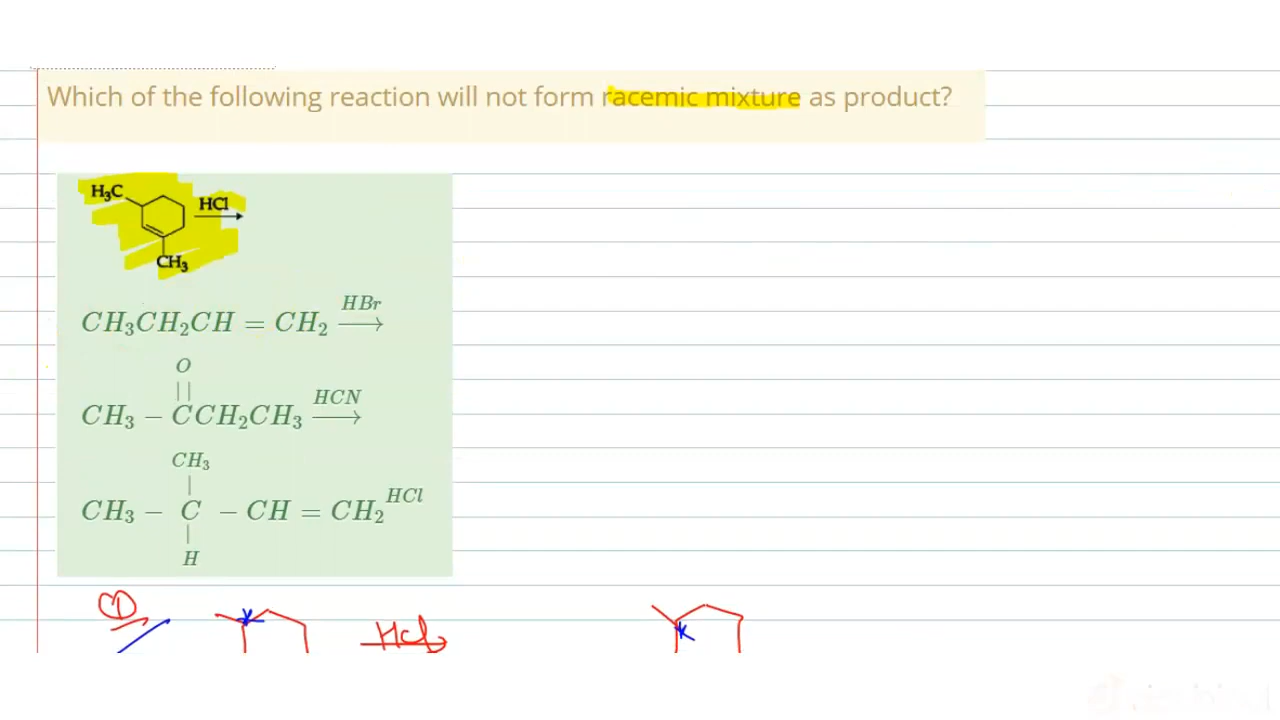 Which of the following reaction will not form racemic mixture as product?
H₃C
HCl
CH₃
CH₃CH₂CH = CH₂ HBr →
O
||
CH₃ − CCH₂CH₃ HCN →
CH₃
|
CH₃ − C − CH = CH₂ HCl
|
H
①
HCl